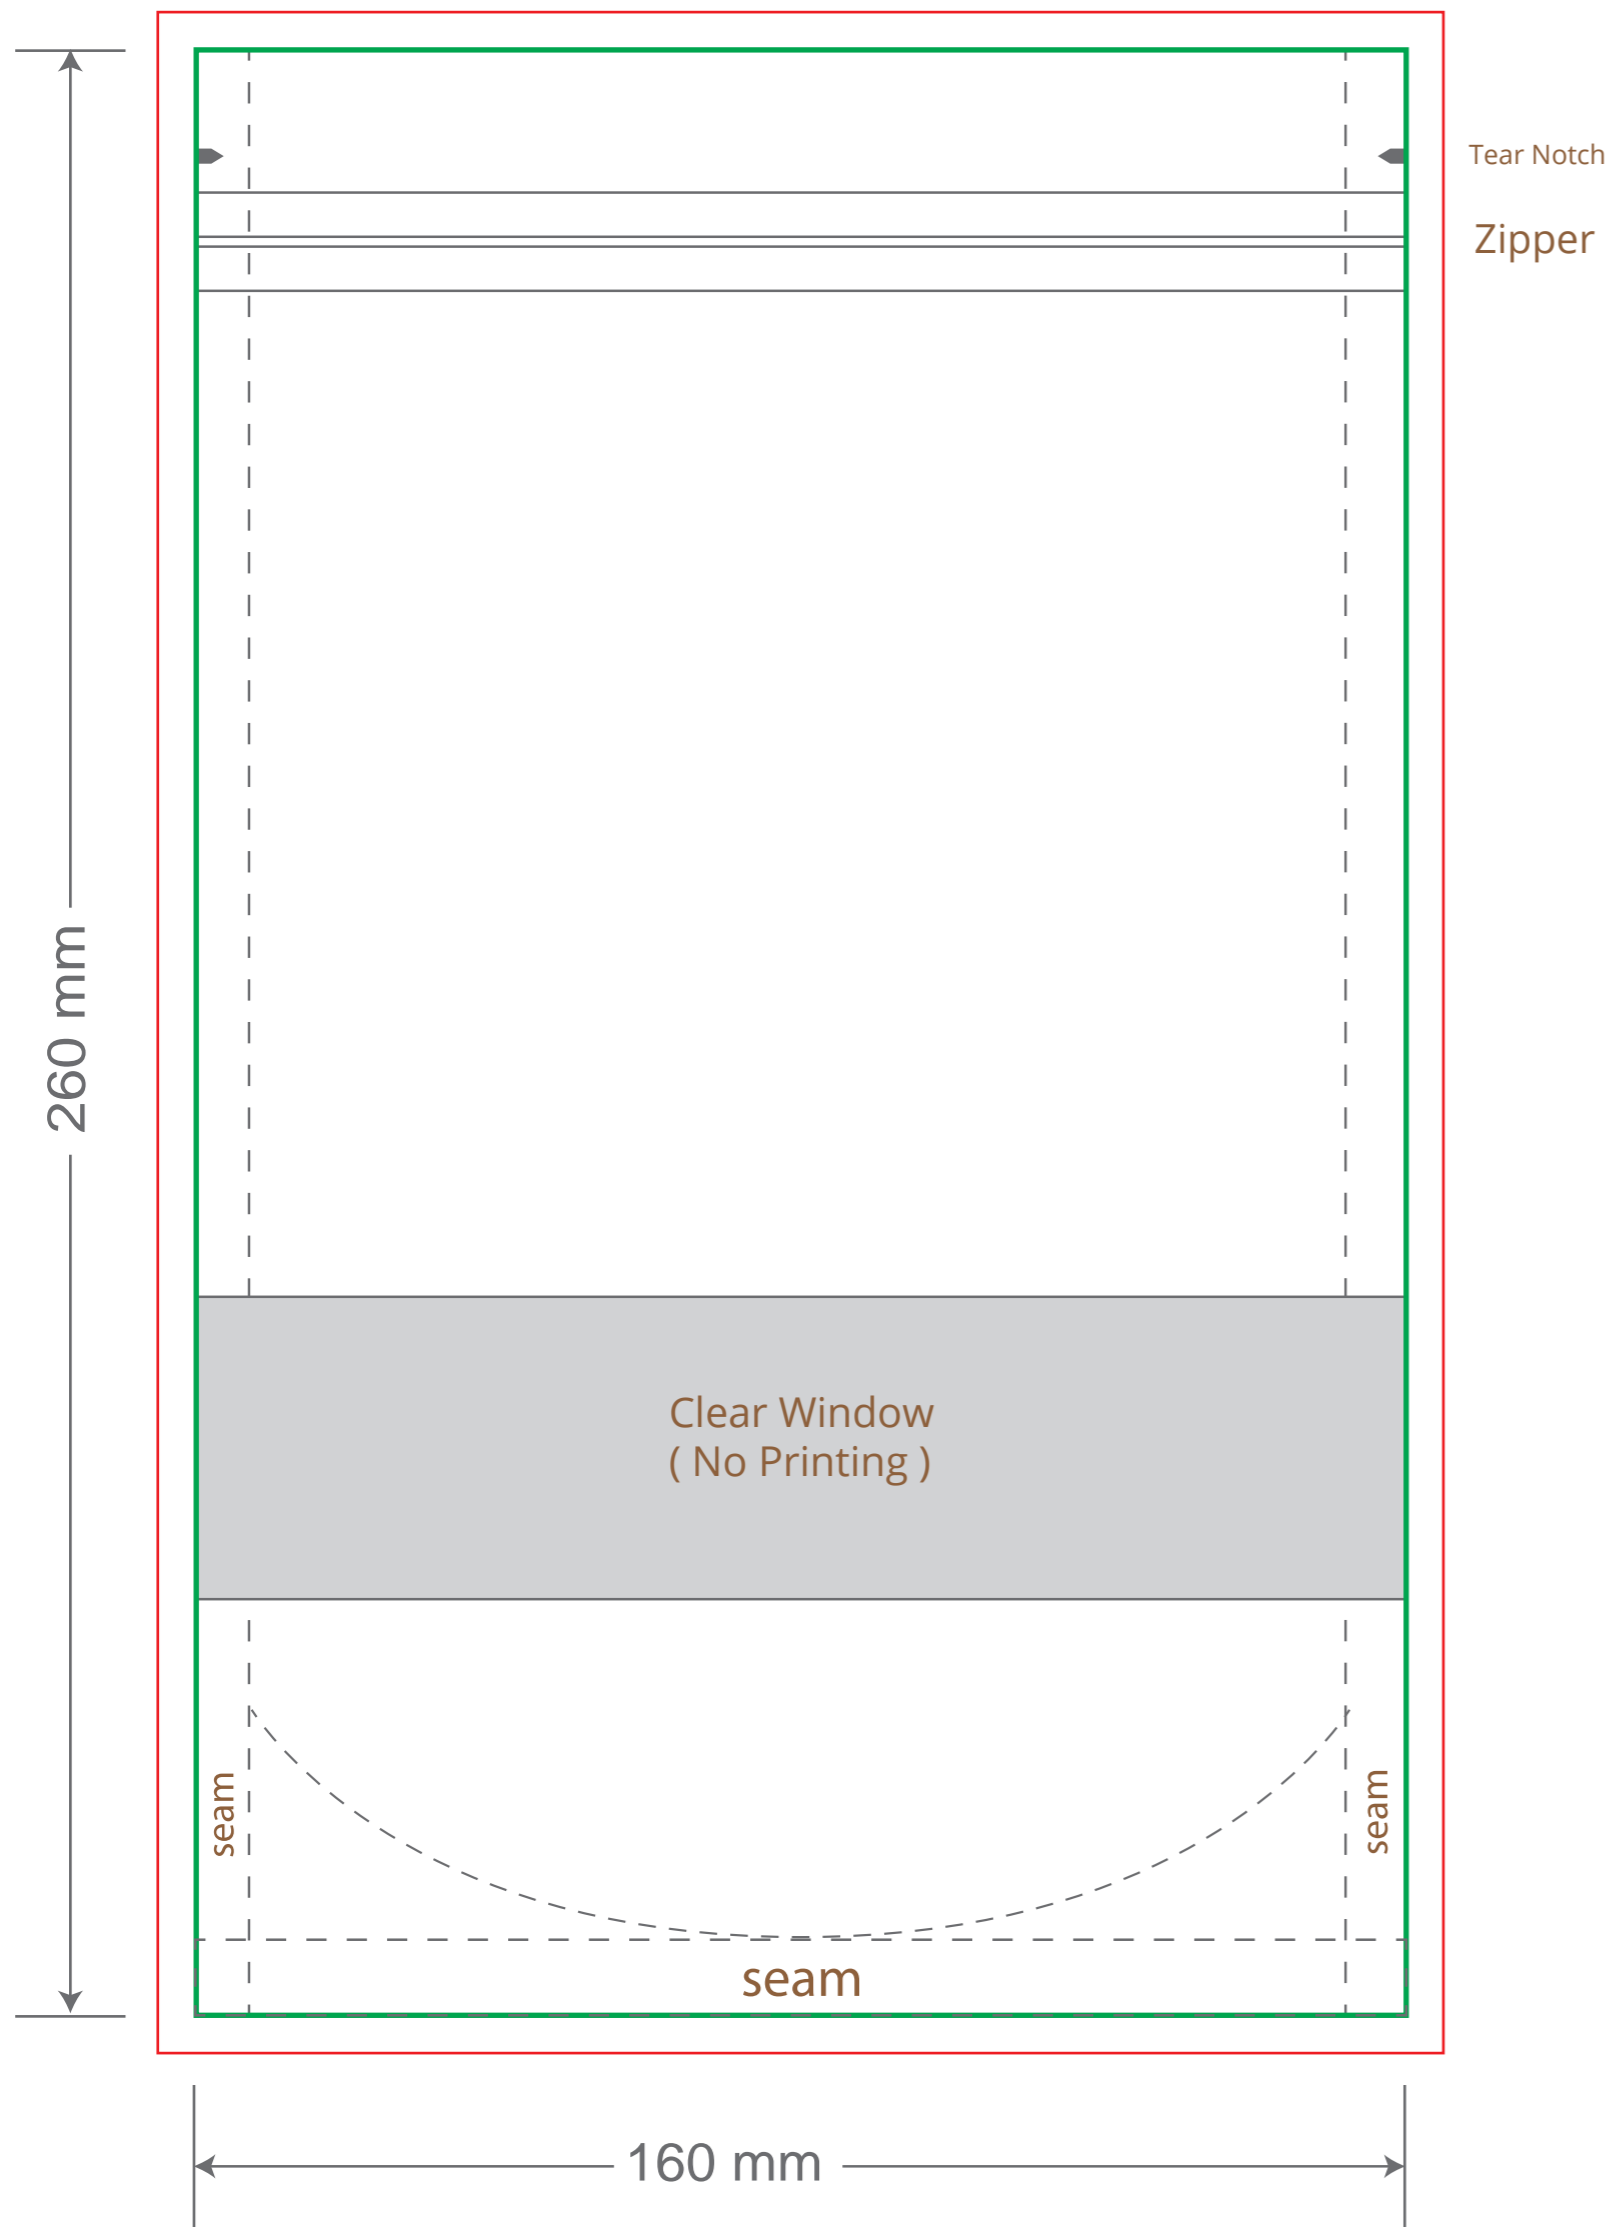 Tear Notch
Zipper
260 mm
Clear Window
( No Printing )
seam
seam
seam
160 mm